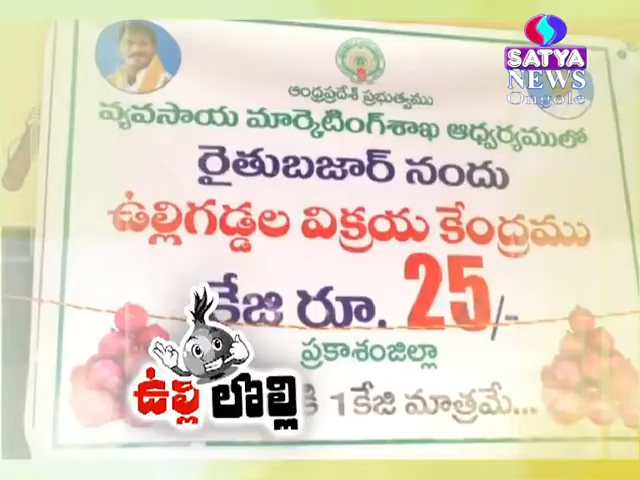 SATYA
NEWS
Ongole
ఆంధ్రప్రదేశ్ ప్రభుత్వము
వ్యవసాయ మార్కెటింగ్‌శాఖ ఆధ్వర్యములో
రైతుబజార్ నందు
ఉల్లిగడ్డల విక్రయ కేంద్రము
కేజి రూ. 25/-
ప్రకాశంజిల్లా
కి 1 కేజి మాత్రమే...
ఉల్లి లొల్లి